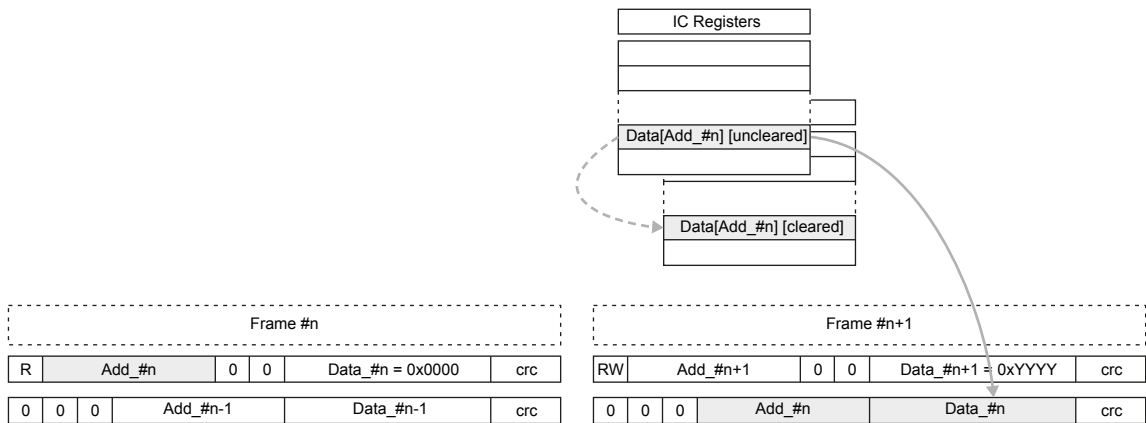 IC Registers
Data[Add_#n] [uncleared]
Data[Add_#n] [cleared]
Frame #n
Frame #n+1
R Add_#n 0 0 Data_#n = 0x0000 crc
RW Add_#n+1 0 0 Data_#n+1 = 0xYYYY crc
0 0 0 Add_#n-1 Data_#n-1 crc
0 0 0 Add_#n Data_#n crc